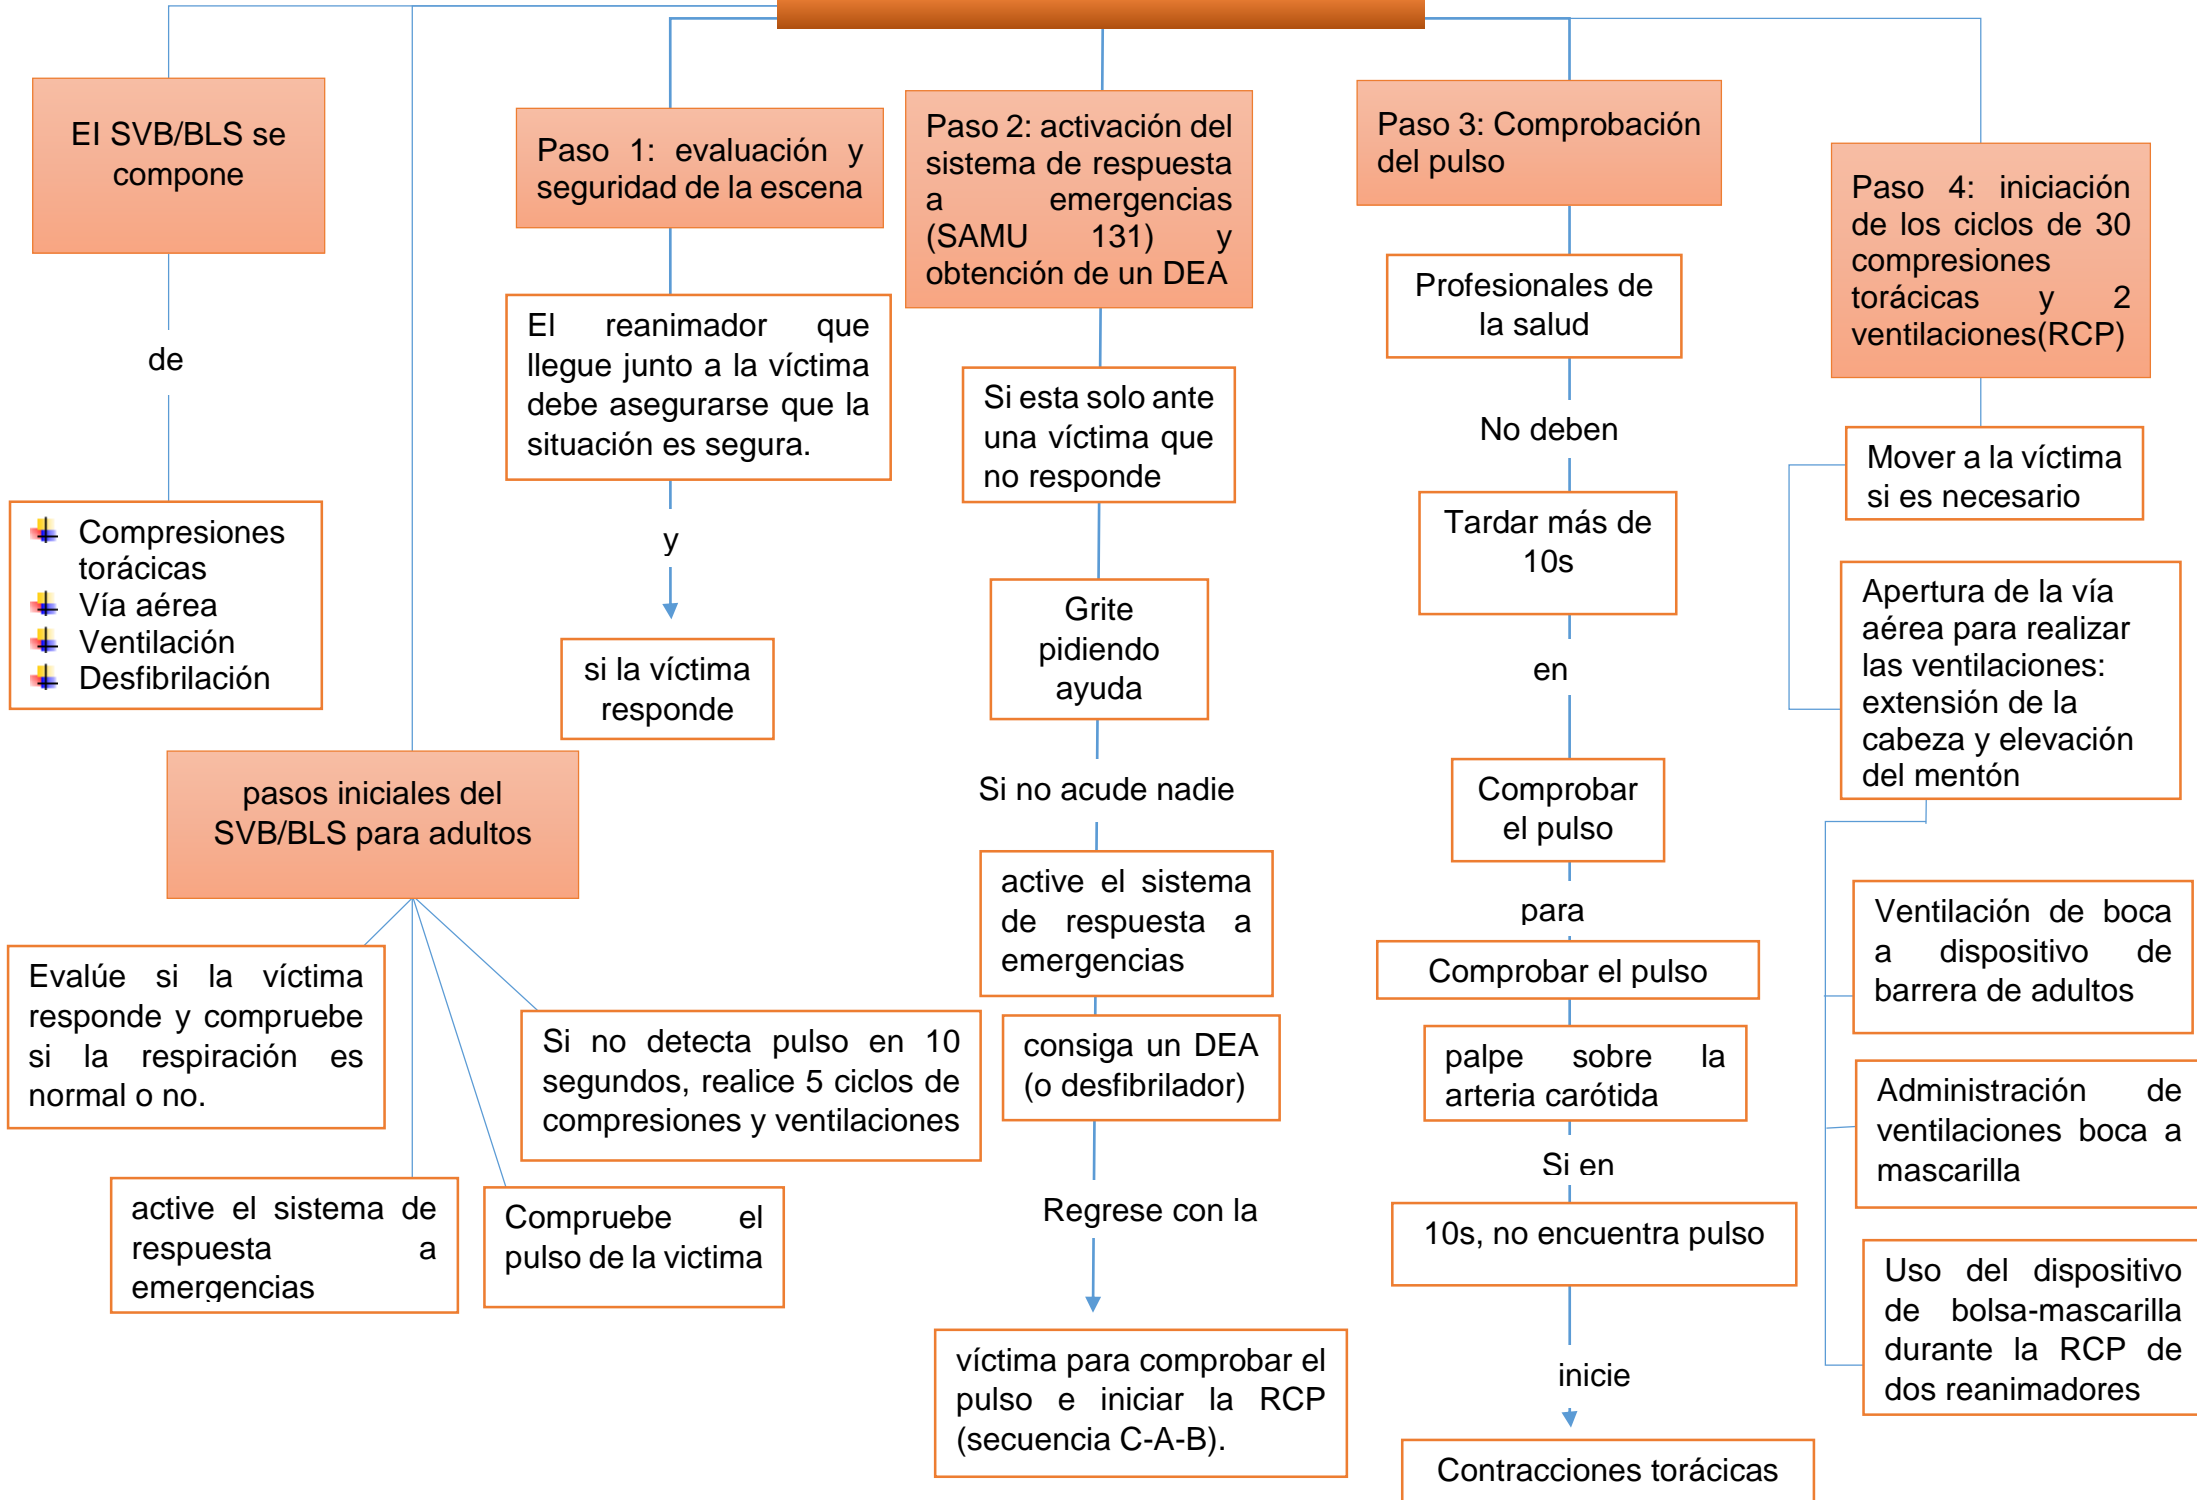 El SVB/BLS se
compone
de
Compresiones
torácicas
Vía aérea
Ventilación
Desfibrilación
pasos iniciales del
SVB/BLS para adultos
Evalúe si la víctima
responde y compruebe
si la respiración es
normal o no.
active el sistema de
respuesta a
emergencias
Compruebe el
pulso de la victima
Si no detecta pulso en 10
segundos, realice 5 ciclos de
compresiones y ventilaciones
Paso 1: evaluación y
seguridad de la escena
El reanimador que
llegue junto a la víctima
debe asegurarse que la
situación es segura.
y
si la víctima
responde
Paso 2: activación del
sistema de respuesta
a emergencias
(SAMU 131) y
obtención de un DEA
Si esta solo ante
una víctima que
no responde
Grite
pidiendo
ayuda
Si no acude nadie
active el sistema
de respuesta a
emergencias
consiga un DEA
(o desfibrilador)
Regrese con la
víctima para comprobar el
pulso e iniciar la RCP
(secuencia C-A-B).
Paso 3: Comprobación
del pulso
Profesionales de
la salud
No deben
Tardar más de
10s
en
Comprobar
el pulso
para
Comprobar el pulso
palpe sobre la
arteria carótida
Si en
10s, no encuentra pulso
inicie
Contracciones torácicas
Paso 4: iniciación
de los ciclos de 30
compresiones
torácicas y 2
ventilaciones(RCP)
Mover a la víctima
si es necesario
Apertura de la vía
aérea para realizar
las ventilaciones:
extensión de la
cabeza y elevación
del mentón
Ventilación de boca
a dispositivo de
barrera de adultos
Administración de
ventilaciones boca a
mascarilla
Uso del dispositivo
de bolsa-mascarilla
durante la RCP de
dos reanimadores